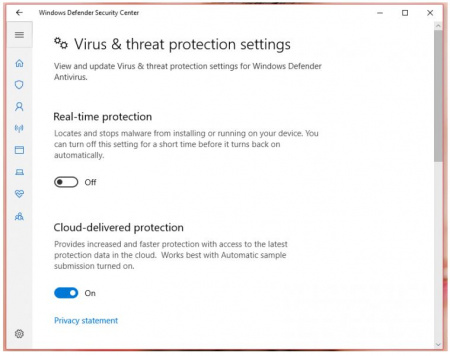 Windows Defender Security Center
Virus & threat protection settings
View and update Virus & threat protection settings for Windows Defender
Antivirus.
Real-time protection
Locates and stops malware from installing or running on your device. You
can turn off this setting for a short time before it turns back on
automatically.
Off
Cloud-delivered protection
Provides increased and faster protection with access to the latest
protection data in the cloud. Works best with Automatic sample
submission turned on.
On
Privacy statement